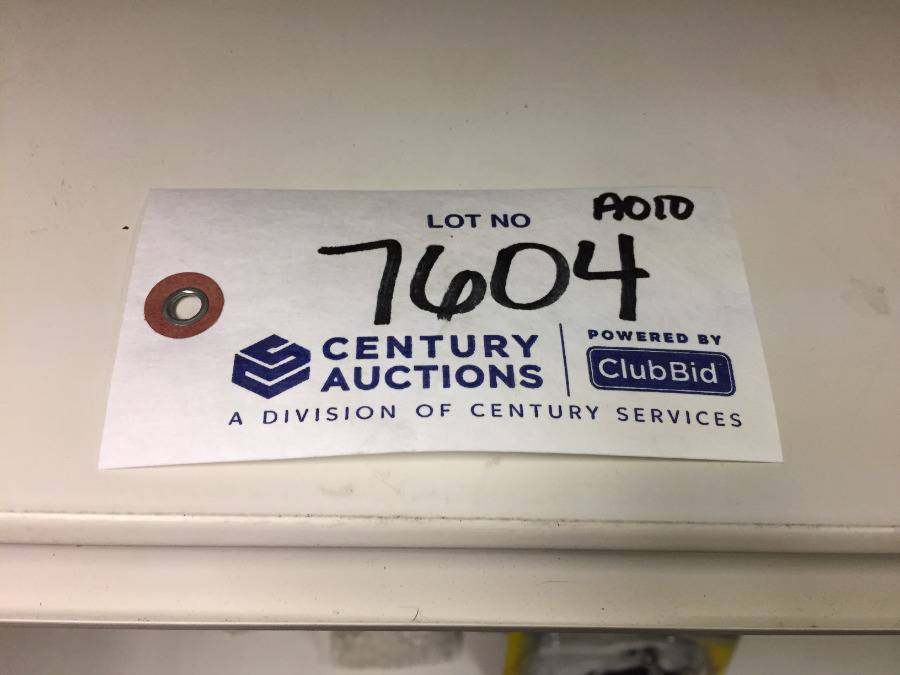 LOT NO
A010
7604
CENTURY
AUCTIONS
POWERED BY
ClubBid
A DIVISION OF CENTURY SERVICES